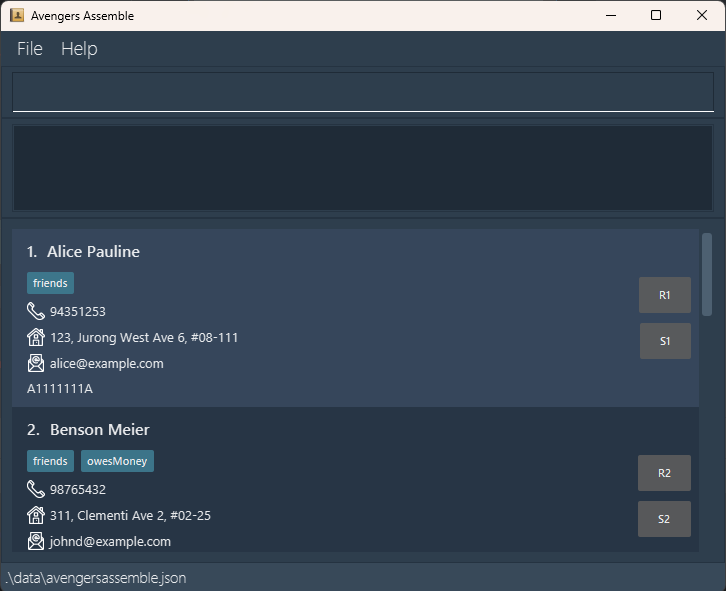 Avengers Assemble
File Help
1. Alice Pauline
friends
94351253
R1
123, Jurong West Ave 6, #08-111
S1
alice@example.com
A1111111A
2. Benson Meier
friends owesMoney
98765432
R2
311, Clementi Ave 2, #02-25
S2
johnd@example.com
.\data\avengersassemble.json